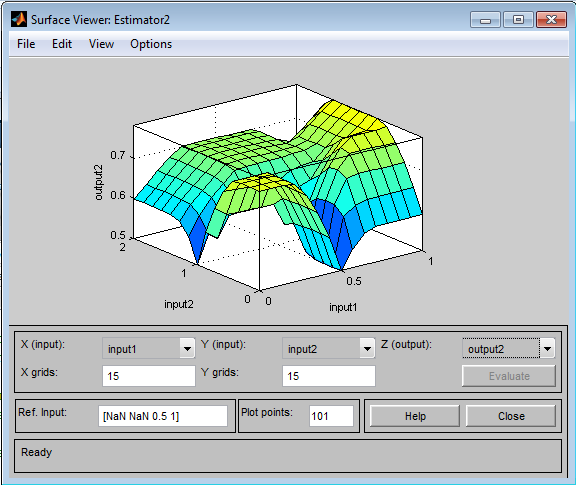 Surface Viewer: Estimator2
File Edit View Options
0.7
0.6
0.5
output2
2
1
0
input2
0
0.5
1
input1
X (input): input1 Y (input): input2 Z (output): output2
X grids: 15 Y grids: 15 Evaluate
Ref. Input: [NaN NaN 0.5 1] Plot points: 101 Help Close
Ready